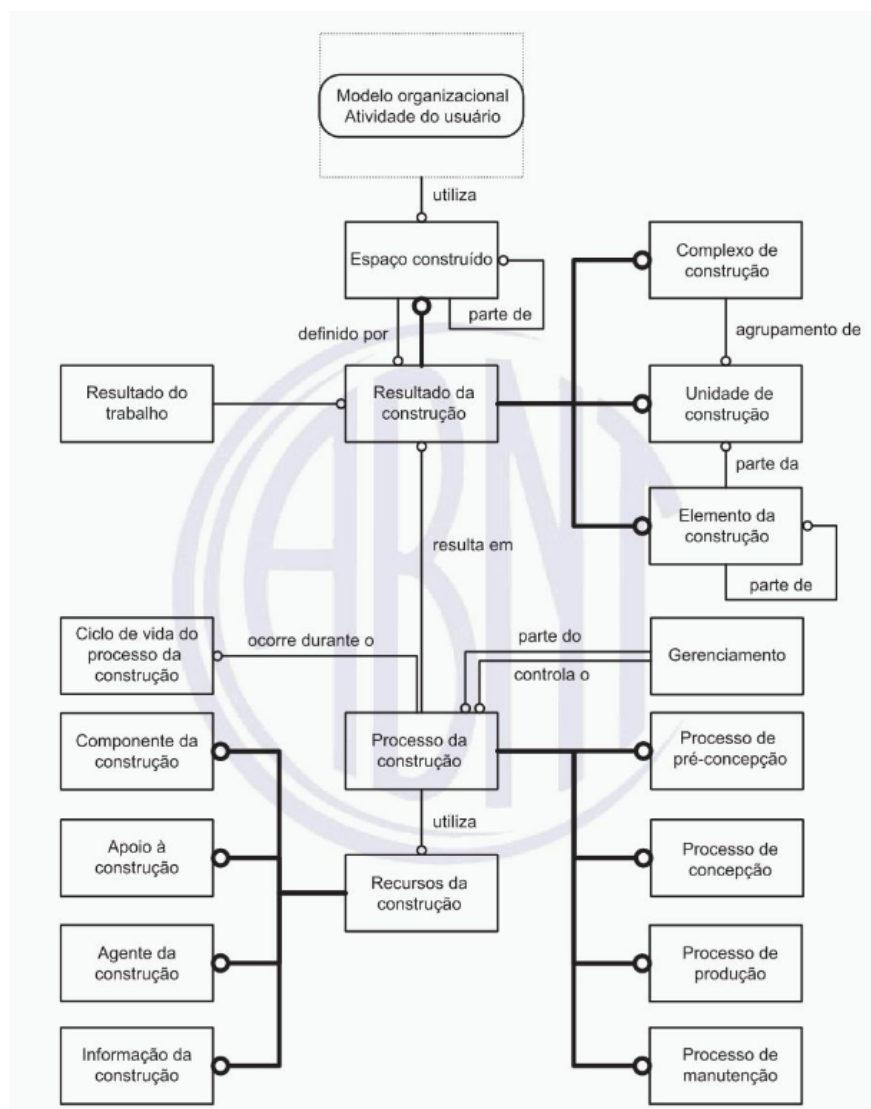 Modelo organizacional
Atividade do usuário
utiliza
Espaço construído
parte de
definido por
Complexo de
construção
agrupamento de
Resultado do
trabalho
Resultado da
construção
Unidade de
construção
parte da
Elemento da
construção
parte de
resulta em
Ciclo de vida do
processo da
construção
ocorre durante o
parte do
controla o
Gerenciamento
Componente da
construção
Processo da
construção
Processo de
pré-concepção
utiliza
Apoio à
construção
Recursos da
construção
Processo de
concepção
Agente da
construção
Processo de
produção
Informação da
construção
Processo de
manutenção
ABNT